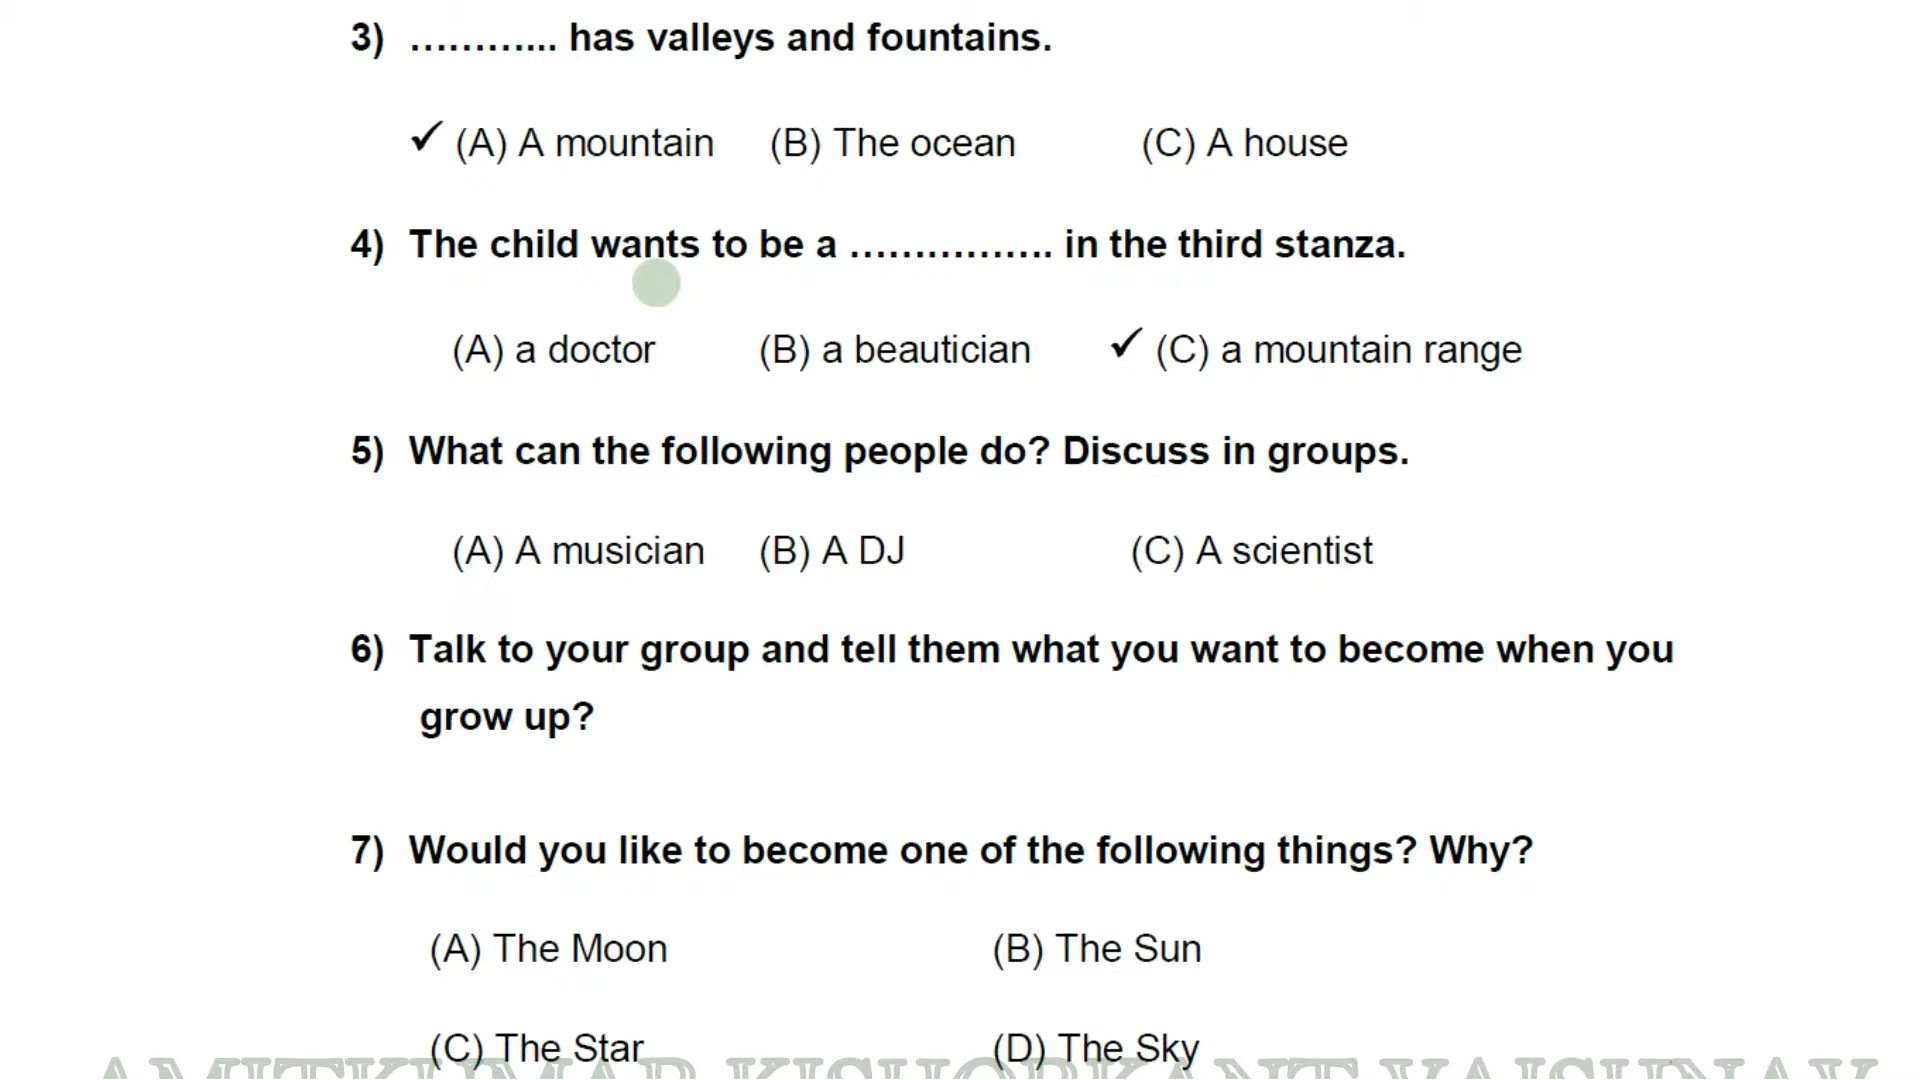 3) ………... has valleys and fountains.
✓ (A) A mountain (B) The ocean (C) A house
4) The child wants to be a ……………. in the third stanza.
(A) a doctor (B) a beautician ✓ (C) a mountain range
5) What can the following people do? Discuss in groups.
(A) A musician (B) A DJ (C) A scientist
6) Talk to your group and tell them what you want to become when you
grow up?
7) Would you like to become one of the following things? Why?
(A) The Moon (B) The Sun
(C) The Star (D) The Sky
AMITKUMAR KISHORKANT VAISHNAV